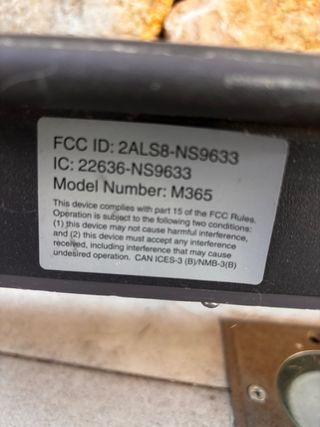 FCC ID: 2ALS8-NS9633
IC: 22636-NS9633
Model Number: M365
This device complies with part 15 of the FCC Rules.
Operation is subject to the following two conditions:
(1) this device may not cause harmful interference,
and (2) this device must accept any interference
received, including interference that may cause
undesired operation. CAN ICES-3 (B)/NMB-3(B)